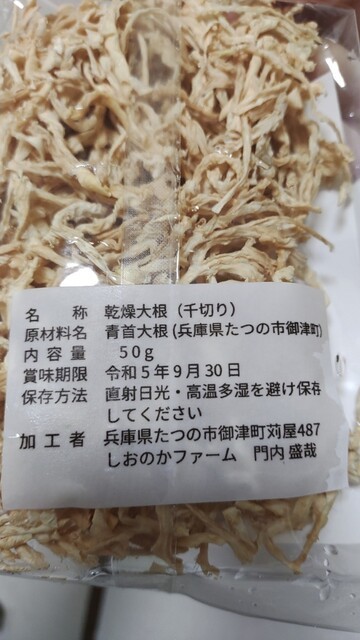 名称 乾燥大根（千切り）
原材料名 青首大根(兵庫県たつの市御津町)
内容量 50g
賞味期限 令和5年9月30日
保存方法 直射日光・高温多湿を避け保存
してください
加工者 兵庫県たつの市御津町苅屋487
しおのかファーム 門内 盛哉